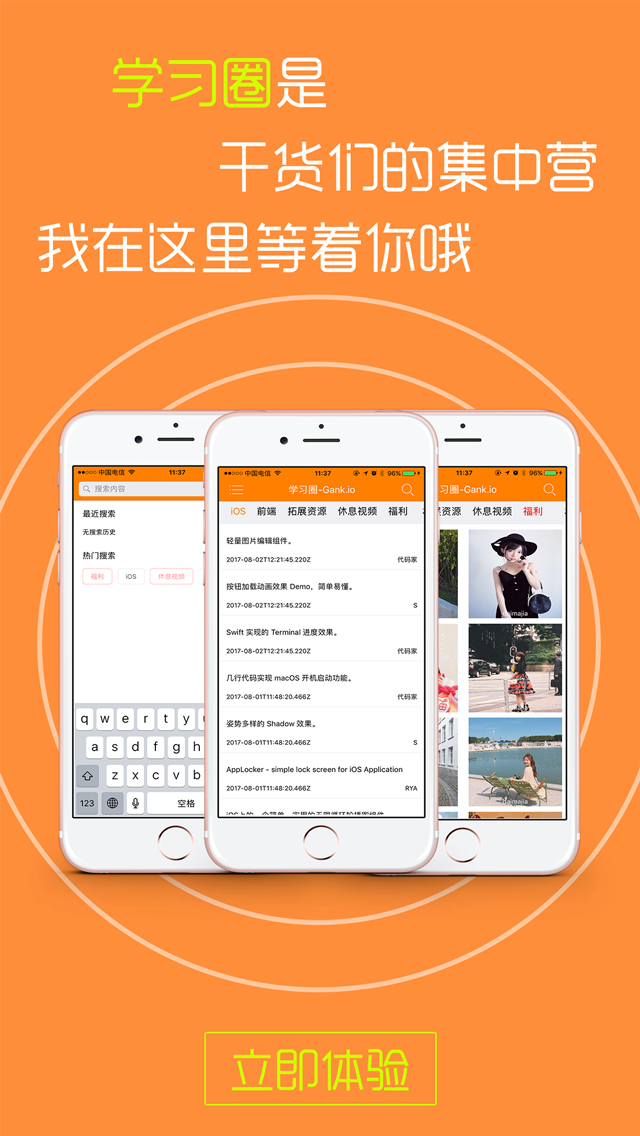 学习圈是
干货们的集中营
我在这里等着你哦
中国电信 11:37
搜索内容
最近搜索
无搜索历史
热门搜索
福利 iOS 休息视频
q w e r t y
a s d f g h
z x c v b
123 空格
中国电信 11:37 96%
学习圈-Gank.io
iOS 前端 拓展资源 休息视频 福利
轻量图片编辑组件。
2017-08-02T12:21:45.220Z 代码家
按钮加载动画效果 Demo，简单易懂。
2017-08-02T12:21:45.220Z S
Swift 实现的 Terminal 进度效果。
2017-08-02T12:21:45.220Z 代码家
几行代码实现 macOS 开机启动功能。
2017-08-01T11:48:20.466Z 代码家
姿势多样的 Shadow 效果。
2017-08-01T11:48:20.466Z S
AppLocker - simple lock screen for iOS Application
2017-08-01T11:48:20.466Z RYA
11:37 96%
习圈-Gank.io
展资源 休息视频 福利
daimajia
立即体验